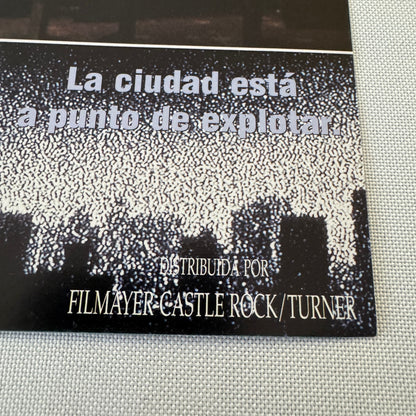 La ciudad está
a punto de explotar.
DISTRIBUIDA POR
FILMAYER-CASTLE ROCK/TURNER